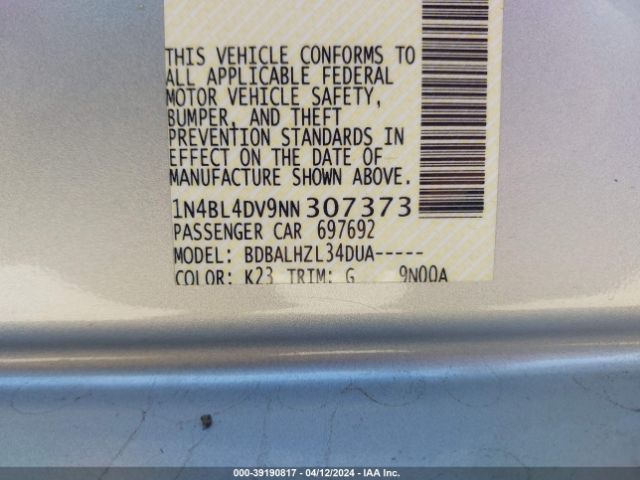 THIS VEHICLE CONFORMS TO
ALL APPLICABLE FEDERAL
MOTOR VEHICLE SAFETY,
BUMPER, AND THEFT
PREVENTION STANDARDS IN
EFFECT ON THE DATE OF
MANUFACTURE SHOWN ABOVE.
1N4BL4DV9NN307373
PASSENGER CAR 697692
MODEL: BDBALHZL34DUA-----
COLOR: K23 TRIM: G 9N00A
000-39190817 - 04/12/2024 - IAA Inc.